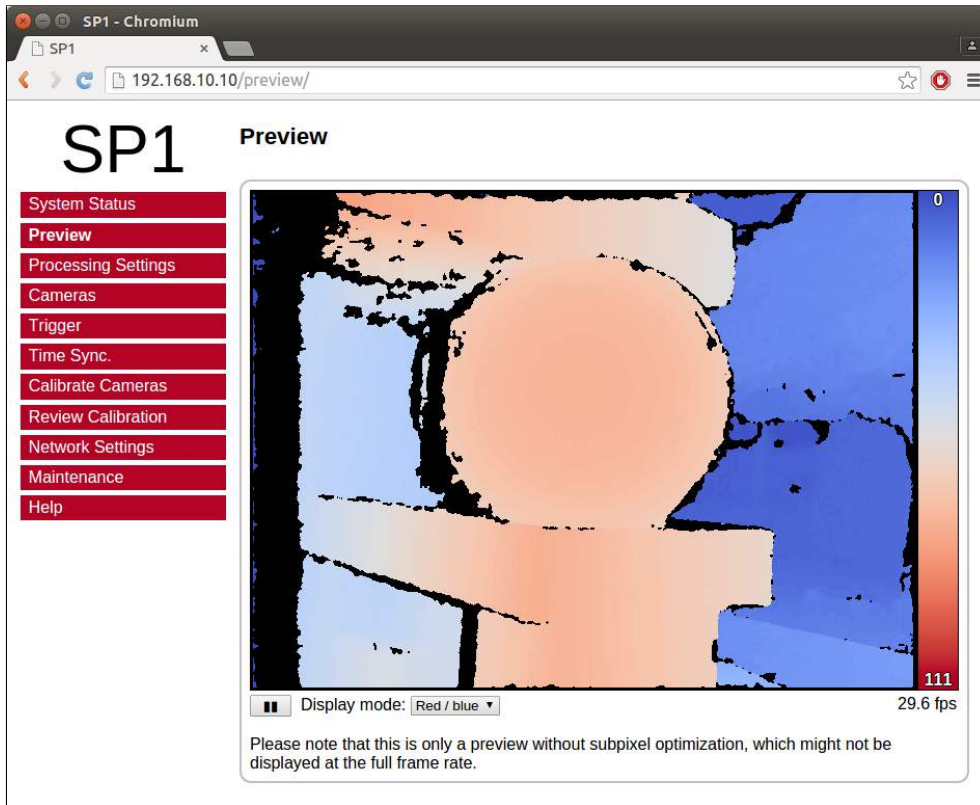 SP1 - Chromium
SP1
192.168.10.10/preview/
SP1
System Status
Preview
Processing Settings
Cameras
Trigger
Time Sync.
Calibrate Cameras
Review Calibration
Network Settings
Maintenance
Help
Preview
0
111
Display mode: Red / blue
29.6 fps
Please note that this is only a preview without subpixel optimization, which might not be
displayed at the full frame rate.